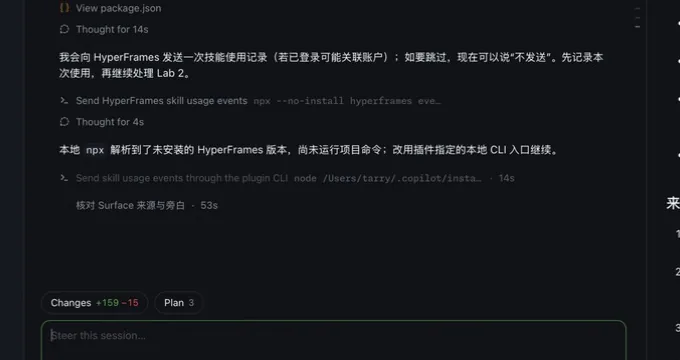 View package.json
Thought for 14s
我会向 HyperFrames 发送一次技能使用记录（若已登录可能关联账户）；如要跳过，现在可以说“不发送”。先记录本
次使用，再继续处理 Lab 2。
Send HyperFrames skill usage events npx --no-install hyperframes eve…
Thought for 4s
本地 npx 解析到了未安装的 HyperFrames 版本，尚未运行项目命令；改用插件指定的本地 CLI 入口继续。
Send skill usage events through the plugin CLI node /Users/tarry/.copilot/insta… · 14s
核对 Surface 来源与旁白 · 53s
Changes +159 −15 Plan 3
Steer this session...
来
1
2
3